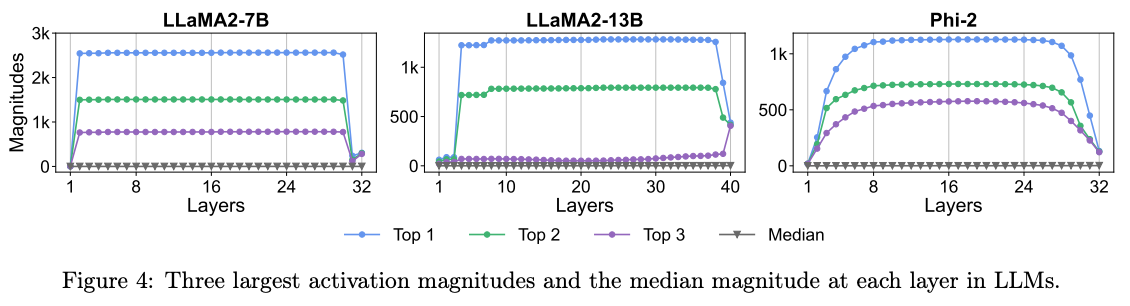 LLaMA2-7B
LLaMA2-13B
Phi-2
Magnitudes
3k
2k
1k
0
1 8 16 24 32
Layers
1k
500
0
1 10 20 30 40
Layers
1k
500
0
1 8 16 24 32
Layers
Top 1 Top 2 Top 3 Median
Figure 4: Three largest activation magnitudes and the median magnitude at each layer in LLMs.